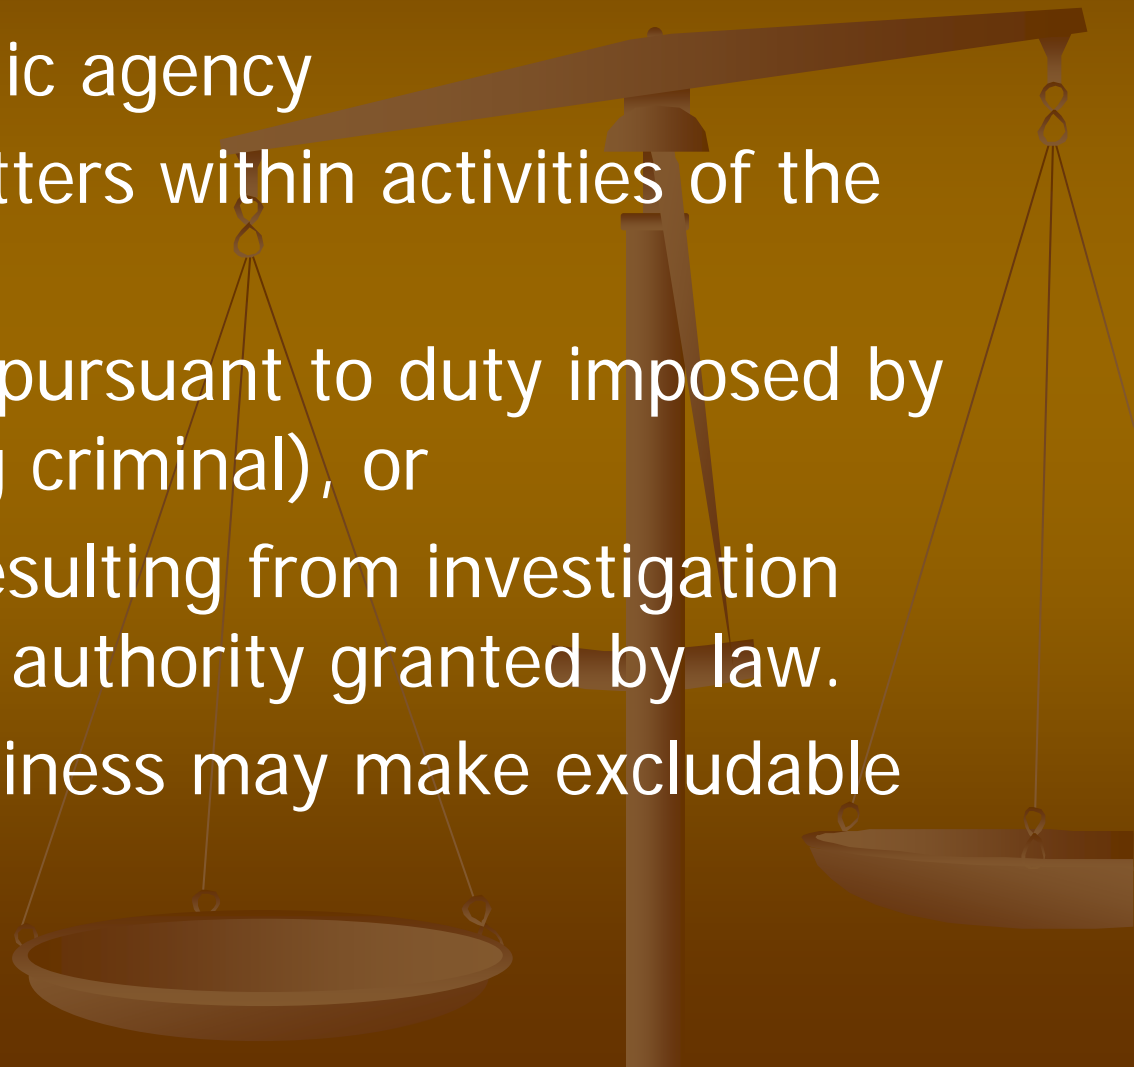 ic agency
tters within activities of the
pursuant to duty imposed by
criminal), or
esulting from investigation
authority granted by law.
iness may make excludable